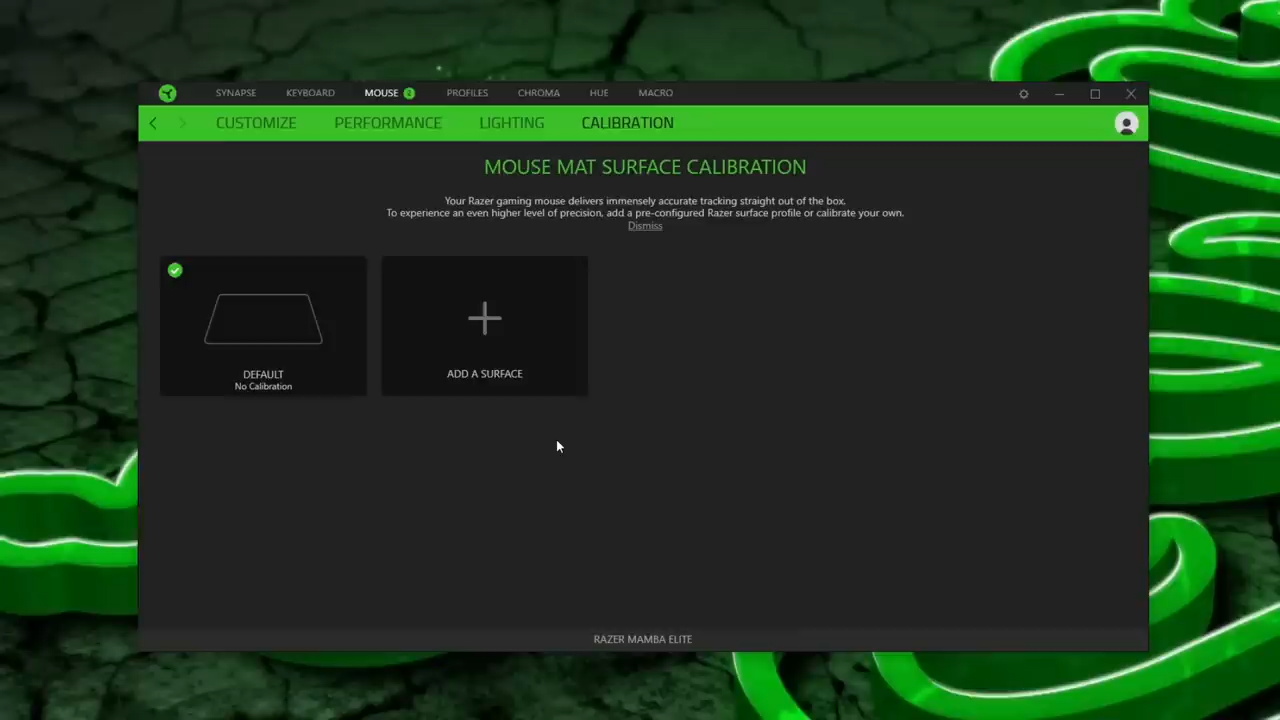 SYNAPSE KEYBOARD MOUSE 2 PROFILES CHROMA HUE MACRO
CUSTOMIZE PERFORMANCE LIGHTING CALIBRATION
MOUSE MAT SURFACE CALIBRATION
Your Razer gaming mouse delivers immensely accurate tracking straight out of the box.
To experience an even higher level of precision, add a pre-configured Razer surface profile or calibrate your own.
Dismiss
DEFAULT
No Calibration
ADD A SURFACE
RAZER MAMBA ELITE